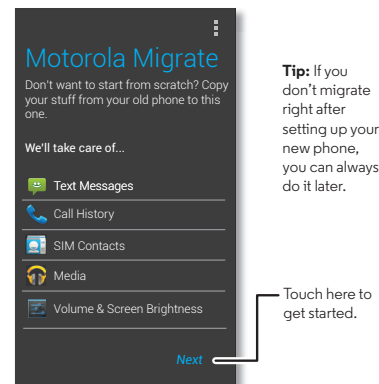 Motorola Migrate
Don't want to start from scratch? Copy
your stuff from your old phone to this
one.
We'll take care of...
Text Messages
Call History
SIM Contacts
Media
Volume & Screen Brightness
Next
Tip: If you
don't migrate
right after
setting up your
new phone,
you can always
do it later.
Touch here to
get started.